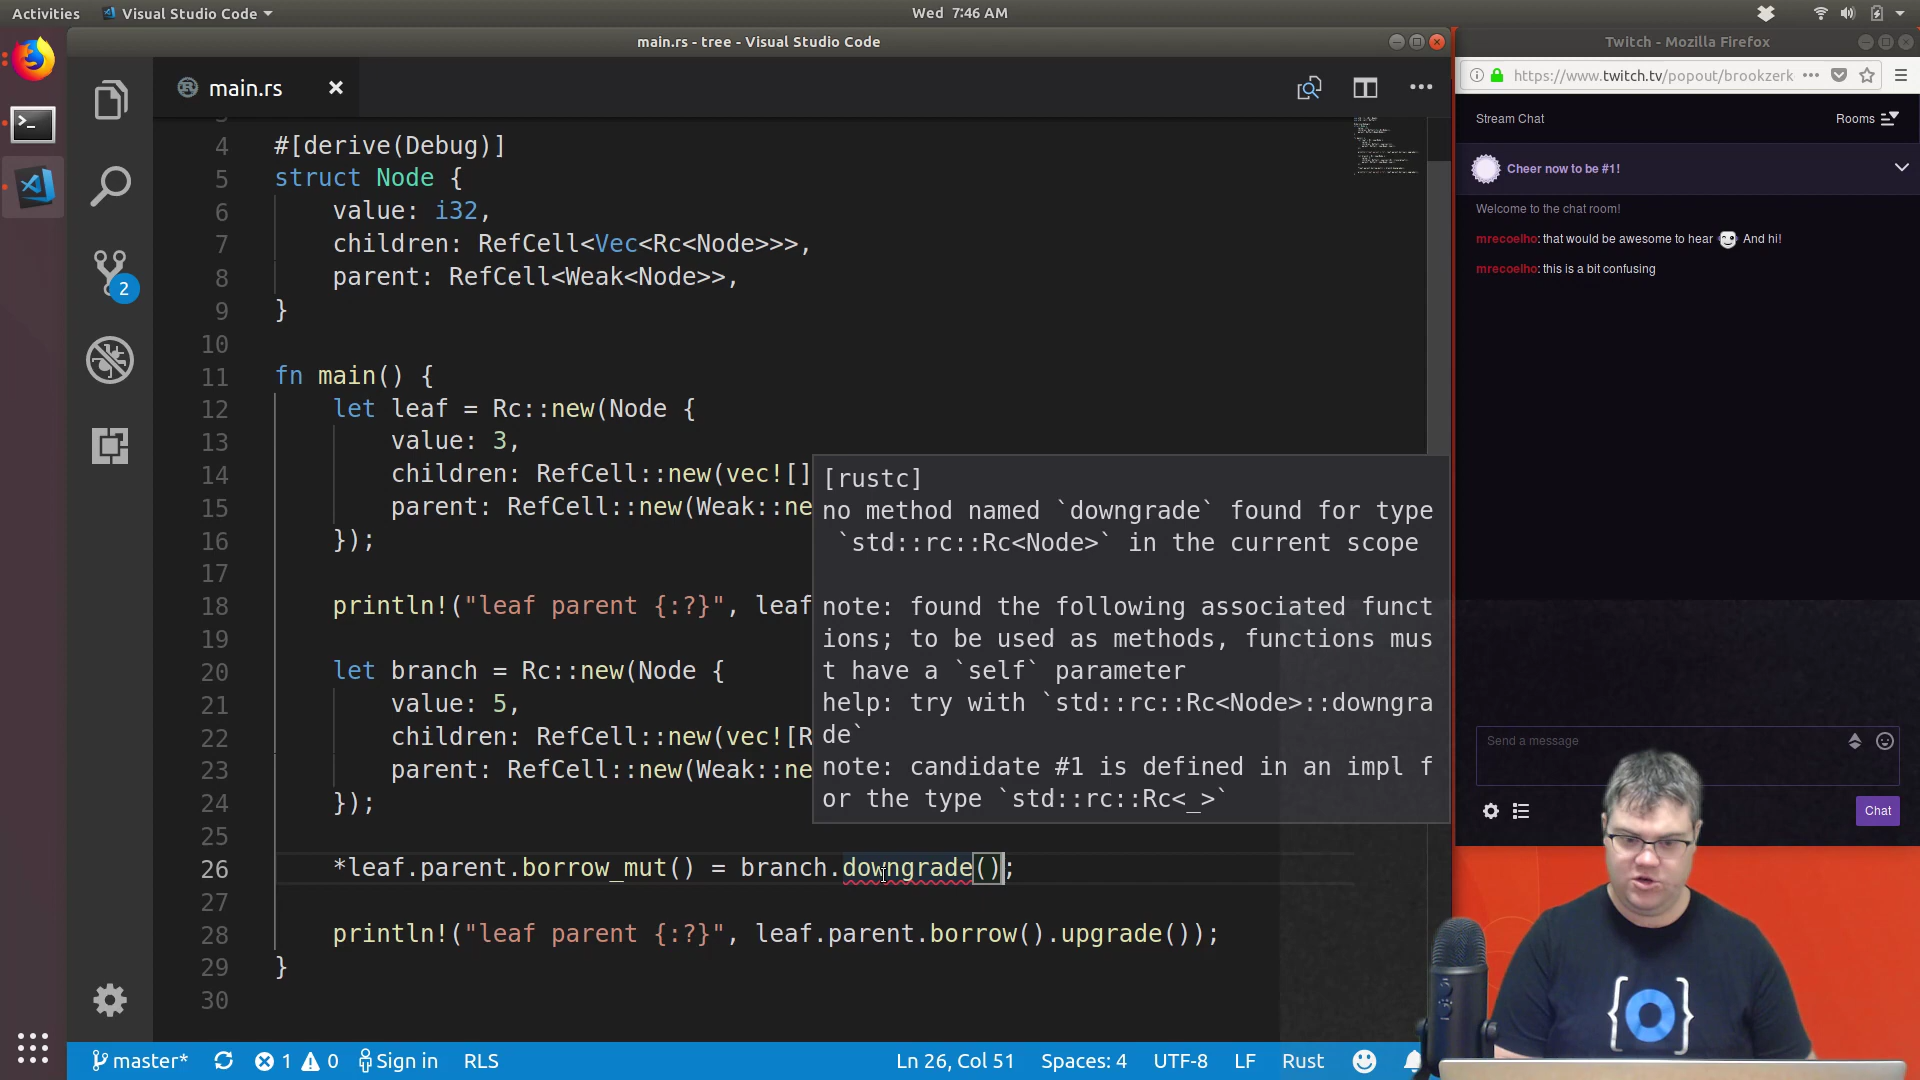 Activities Visual Studio Code Wed 7:46 AM
main.rs - tree - Visual Studio Code
main.rs
4 #[derive(Debug)]
5 struct Node {
6 value: i32,
7 children: RefCell<Vec<Rc<Node>>>,
8 parent: RefCell<Weak<Node>>,
9 }
10
11 fn main() {
12 let leaf = Rc::new(Node {
13 value: 3,
14 children: RefCell::new(vec![]
15 parent: RefCell::new(Weak::ne
16 });
17
18 println!("leaf parent {:?}", leaf
19
20 let branch = Rc::new(Node {
21 value: 5,
22 children: RefCell::new(vec![R
23 parent: RefCell::new(Weak::ne
24 });
25
26 *leaf.parent.borrow_mut() = branch.downgrade();
27
28 println!("leaf parent {:?}", leaf.parent.borrow().upgrade());
29 }
30
[rustc]
no method named `downgrade` found for type
`std::rc::Rc<Node>` in the current scope
note: found the following associated funct
ions; to be used as methods, functions mus
t have a `self` parameter
help: try with `std::rc::Rc<Node>::downgra
de`
note: candidate #1 is defined in an impl f
or the type `std::rc::Rc<_>`
2
master* 1 0 Sign in RLS Ln 26, Col 51 Spaces: 4 UTF-8 LF Rust
Twitch - Mozilla Firefox
https://www.twitch.tv/popout/brookzerk
Stream Chat Rooms
Cheer now to be #1!
Welcome to the chat room!
mrecoelho: that would be awesome to hear And hi!
mrecoelho: this is a bit confusing
Send a message
Chat